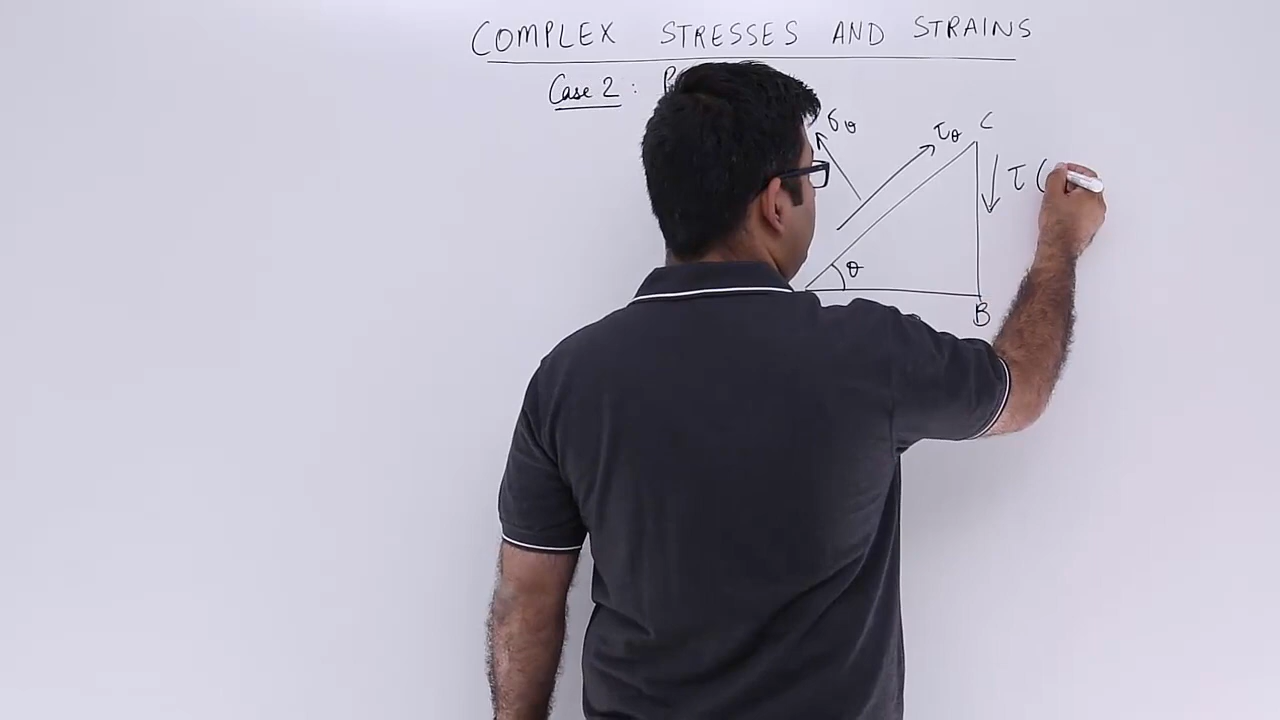 COMPLEX STRESSES AND STRAINS
Case 2 :
σθ
τθ
C
τ (
θ
B